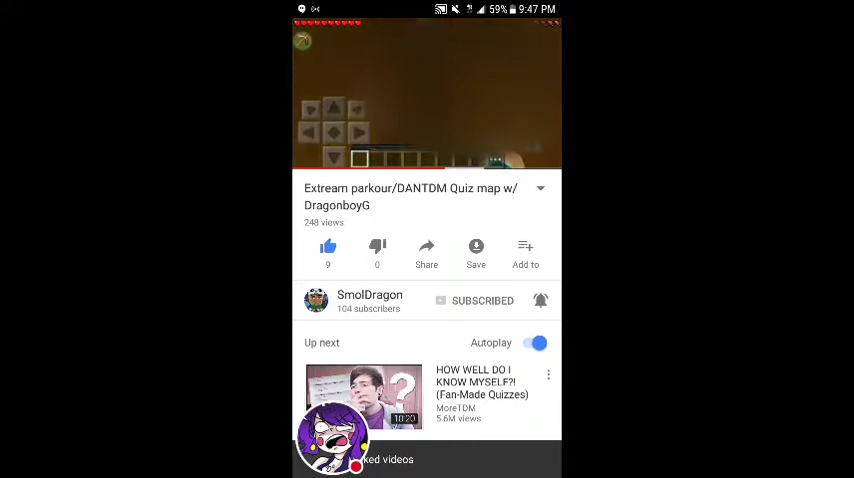 59% 9:47 PM
Extream parkour/DANTDM Quiz map w/
DragonboyG
248 views
9
0
Share
Save
Add to
SmolDragon
104 subscribers
SUBSCRIBED
Up next
Autoplay
HOW WELL DO I
KNOW MYSELF?!
(Fan-Made Quizzes)
MoreTDM
5.6M views
10:20
videos